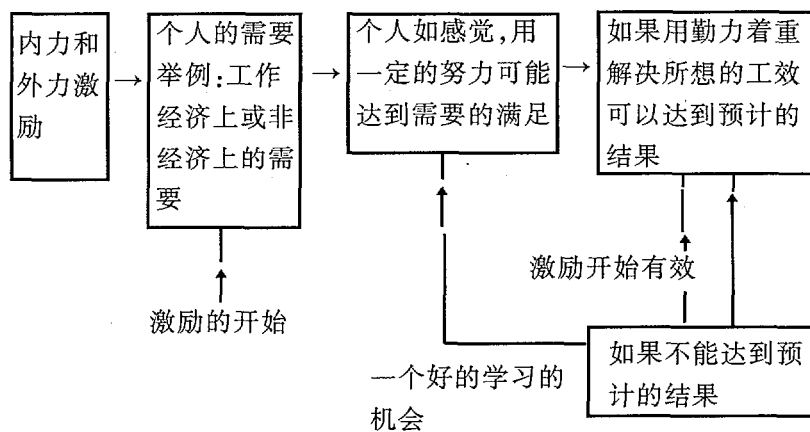 内力和
外力激
励
个人的需要
举例:工作
经济上或非
经济上的需
要
个人如感觉,用
一定的努力可能
达到需要的满足
如果用勤力着重
解决所想的工效
可以达到预计的
结果
激励的开始
激励开始有效
一个好的学习的
机会
如果不能达到预
计的结果